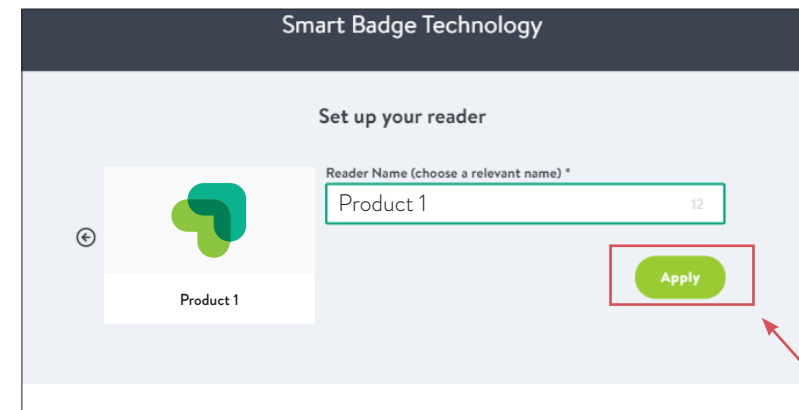 Smart Badge Technology
Set up your reader
Reader Name (choose a relevant name) *
Product 1
12
Apply
Product 1